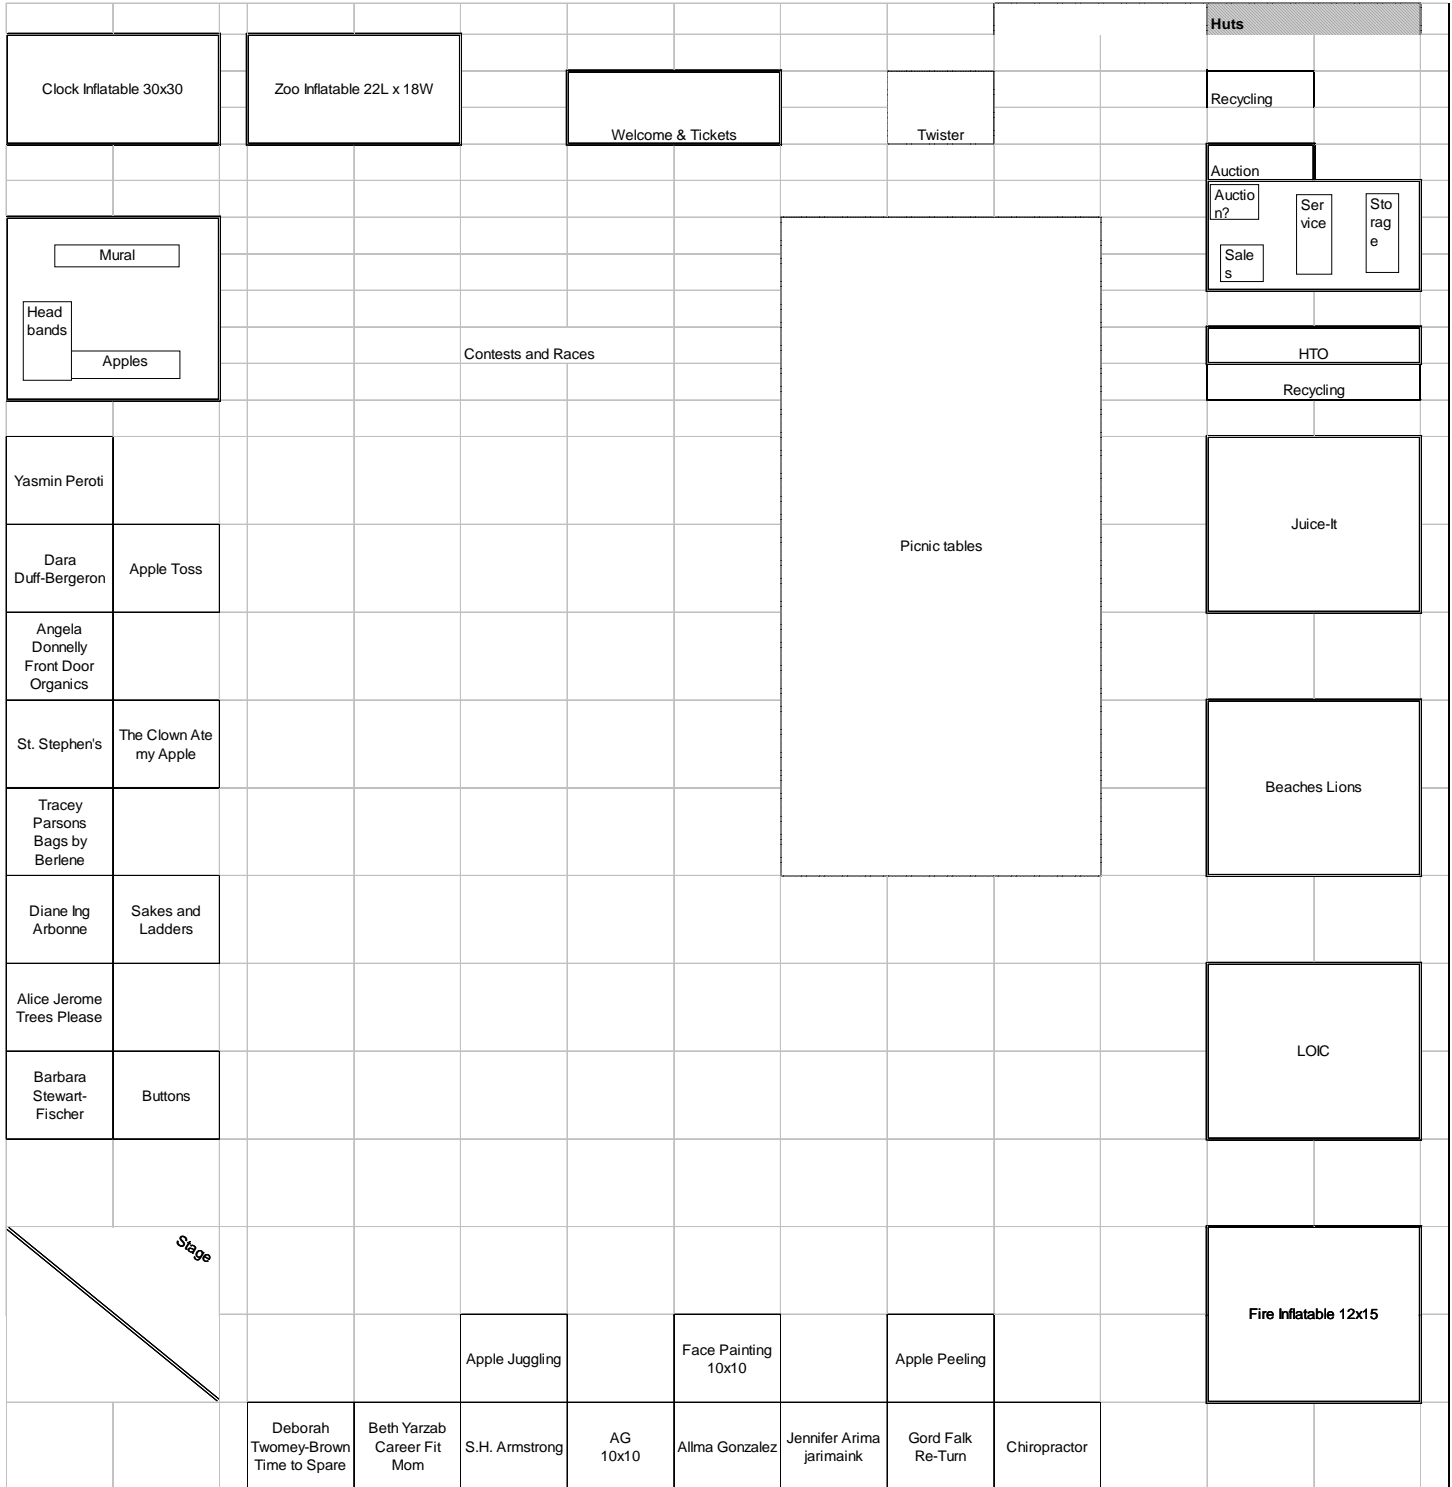 Huts
Clock Inflatable 30x30
Zoo Inflatable 22L x 18W
Welcome & Tickets
Twister
Recycling
Auction
Auctio
n?
Ser
vice
Sto
rag
e
Sale
s
Mural
Head
bands
Apples
Contests and Races
HTO
Recycling
Yasmin Peroti
Juice-It
Picnic tables
Dara
Duff-Bergeron
Apple Toss
Angela
Donnelly
Front Door
Organics
St. Stephen's
The Clown Ate
my Apple
Beaches Lions
Tracey
Parsons
Bags by
Berlene
Diane Ing
Arbonne
Sakes and
Ladders
Alice Jerome
Trees Please
LOIC
Barbara
Stewart-
Fischer
Buttons
Stage
Fire Inflatable 12x15
Apple Juggling
Face Painting
10x10
Apple Peeling
Deborah
Twomey-Brown
Time to Spare
Beth Yarzab
Career Fit
Mom
S.H. Armstrong
AG
10x10
Allma Gonzalez
Jennifer Arima
jarimaink
Gord Falk
Re-Turn
Chiropractor